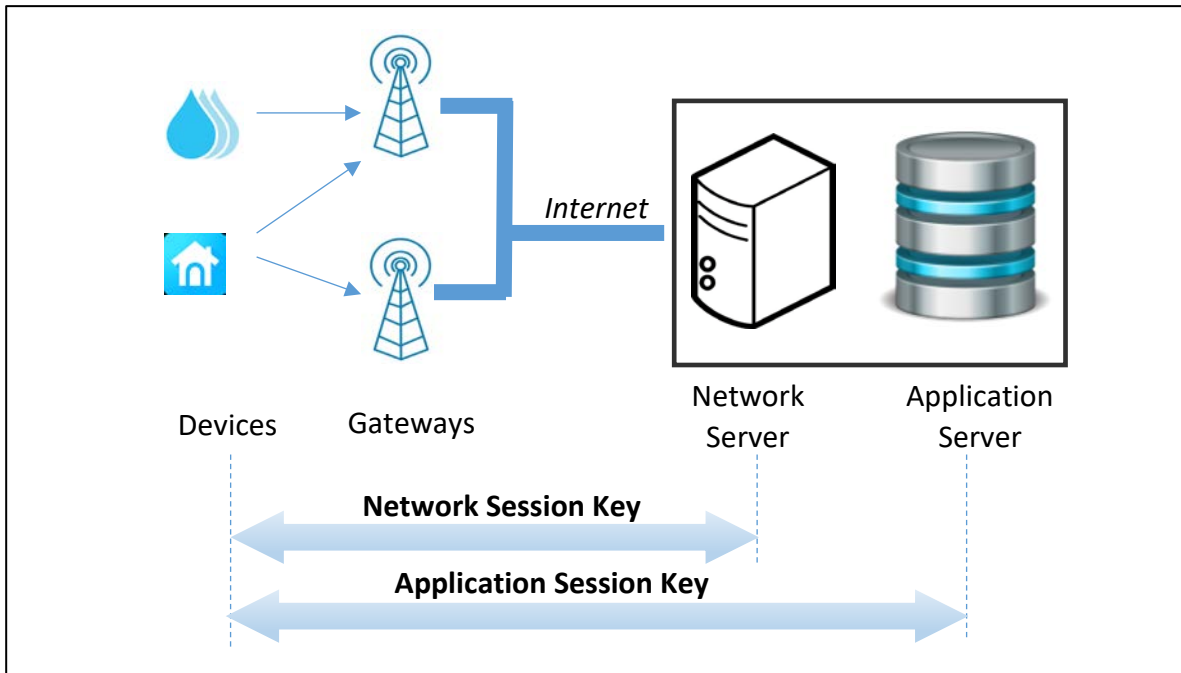 Internet
Devices
Gateways
Network
Server
Application
Server
Network Session Key
Application Session Key